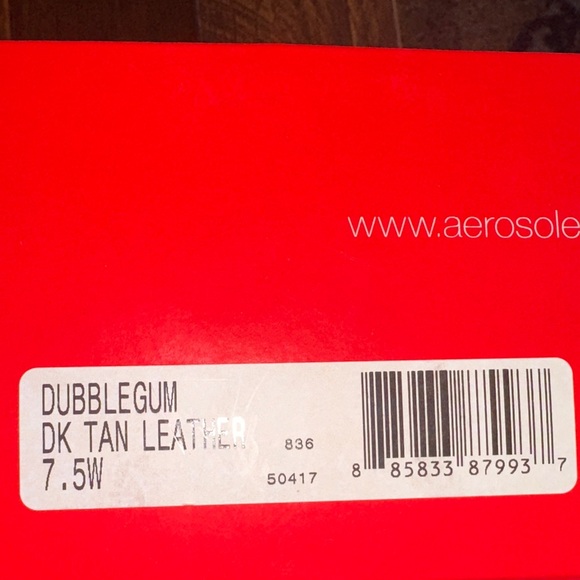 www.aerosole
DUBBLEGUM
DK TAN LEATHER 836
7.5W 50417
8 85833 87993 7